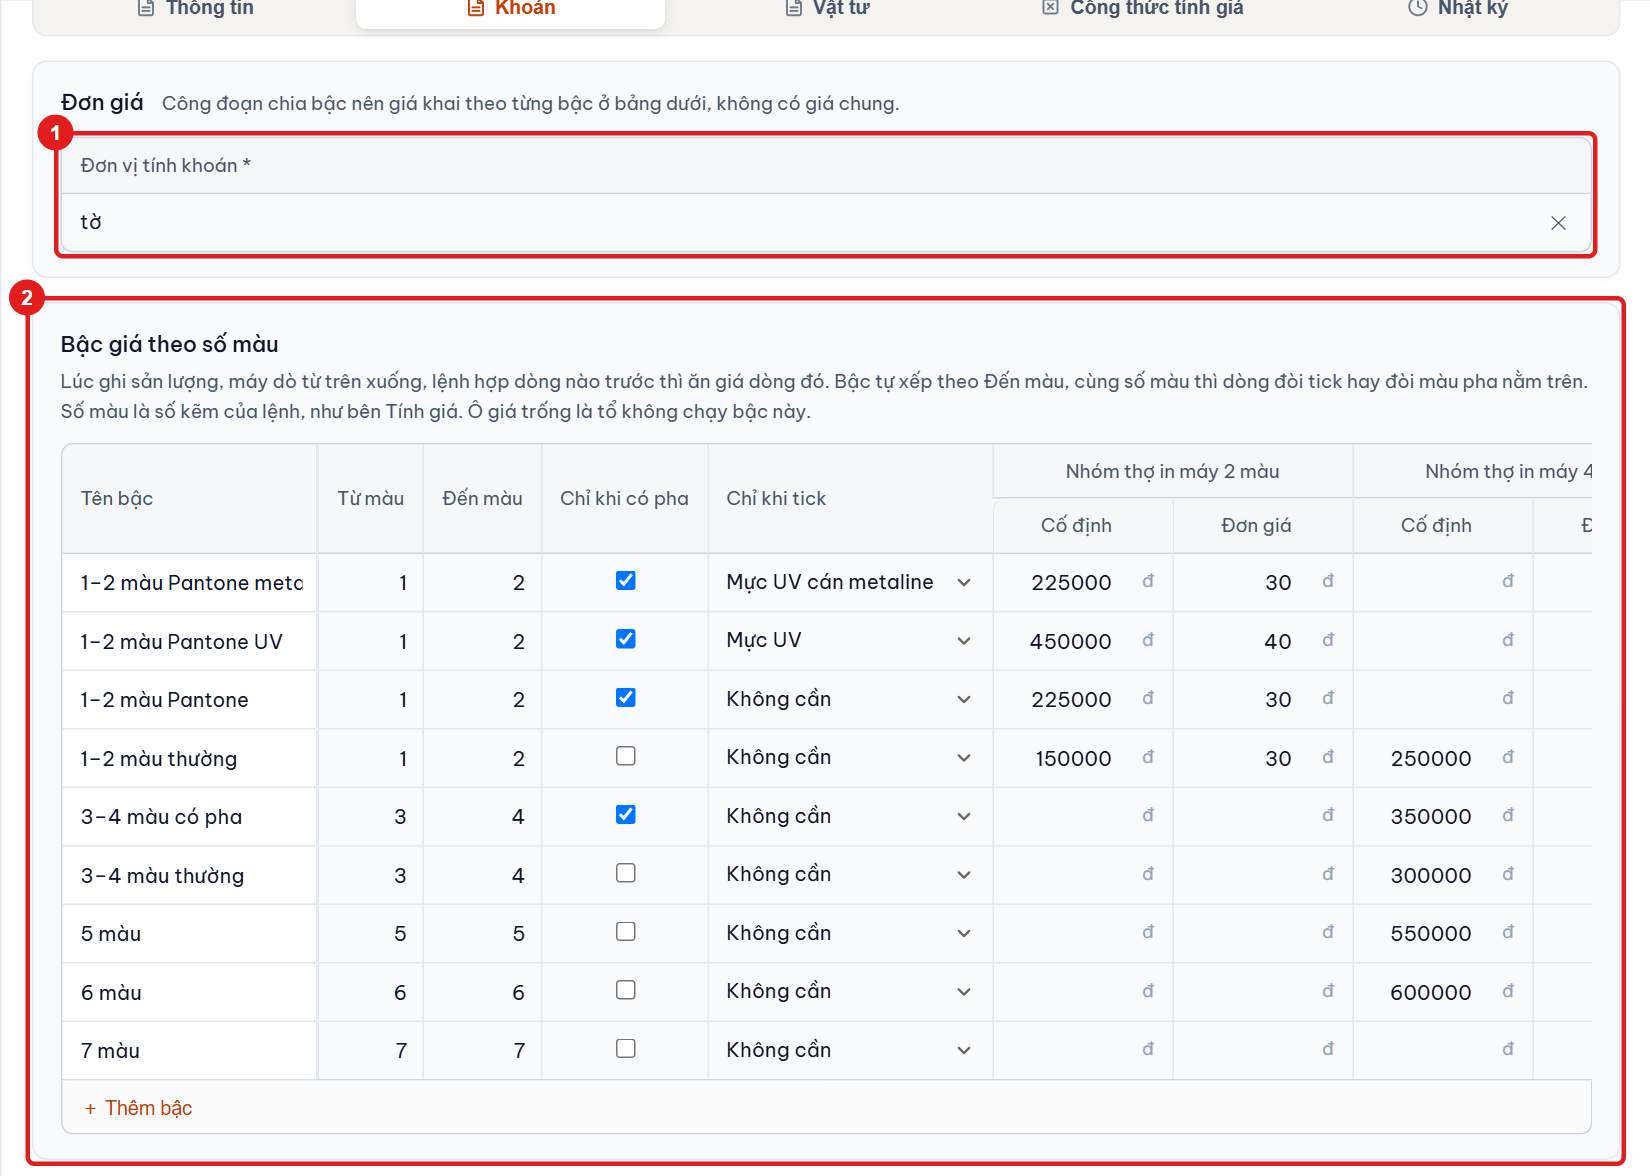 Thông tin
Khoán
Vật tư
Công thức tính giá
Nhật ký
Đơn giá Công đoạn chia bậc nên giá khai theo từng bậc ở bảng dưới, không có giá chung.
1
Đơn vị tính khoán *
tờ
2
Bậc giá theo số màu
Lúc ghi sản lượng, máy dò từ trên xuống, lệnh hợp dòng nào trước thì ăn giá dòng đó. Bậc tự xếp theo Đến màu, cùng số màu thì dòng đòi tick hay đòi màu pha nằm trên.
Số màu là số kẽm của lệnh, như bên Tính giá. Ô giá trống là tổ không chạy bậc này.
Tên bậc Từ màu Đến màu Chỉ khi có pha Chỉ khi tick Nhóm thợ in máy 2 màu Nhóm thợ in máy 4
Cố định Đơn giá Cố định Đ
1–2 màu Pantone meta 1 2 Mực UV cán metaline 225000 đ 30 đ đ
1–2 màu Pantone UV 1 2 Mực UV 450000 đ 40 đ đ
1–2 màu Pantone 1 2 Không cần 225000 đ 30 đ đ
1–2 màu thường 1 2 Không cần 150000 đ 30 đ 250000 đ
3–4 màu có pha 3 4 Không cần đ đ 350000 đ
3–4 màu thường 3 4 Không cần đ đ 300000 đ
5 màu 5 5 Không cần đ đ 550000 đ
6 màu 6 6 Không cần đ đ 600000 đ
7 màu 7 7 Không cần đ đ đ
+ Thêm bậc